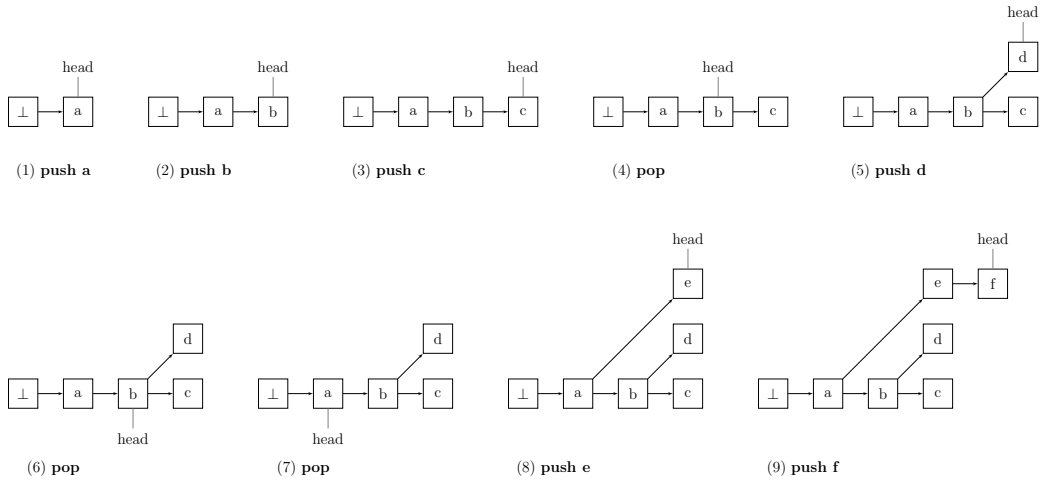 head
head
head
head
head
d
⊥ a
⊥ a b
⊥ a b c
⊥ a b c
⊥ a b c
(1) push a
(2) push b
(3) push c
(4) pop
(5) push d
head
head
e
e f
d
d
d
d
⊥ a b c
⊥ a b c
⊥ a b c
⊥ a b c
head
head
(6) pop
(7) pop
(8) push e
(9) push f